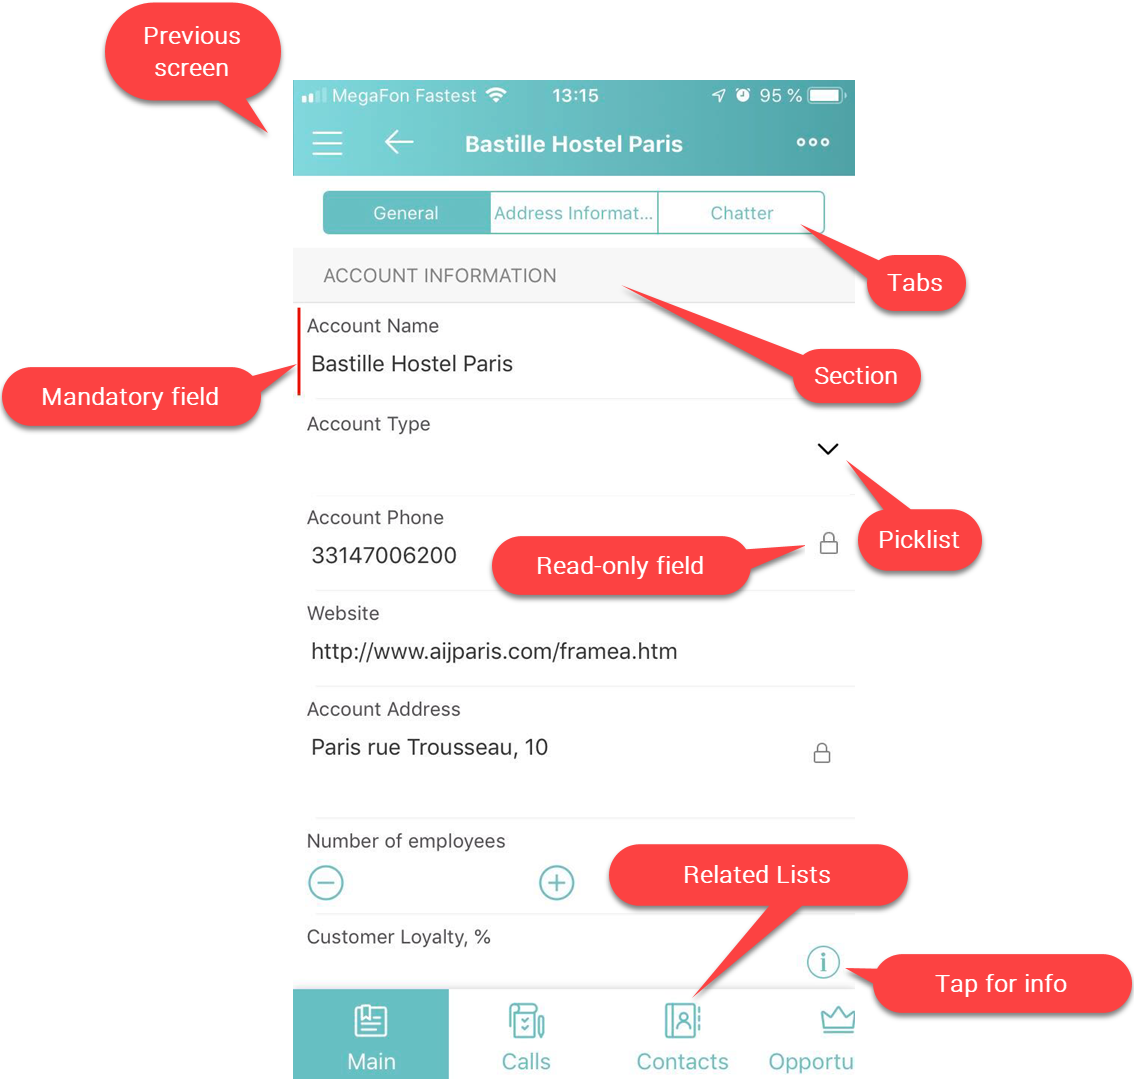 Previous
screen
MegaFon Fastest 13:15 95 %
Bastille Hostel Paris
General Address Informat... Chatter
Tabs
ACCOUNT INFORMATION
Section
Account Name
Bastille Hostel Paris
Mandatory field
Account Type
Picklist
Account Phone
33147006200
Read-only field
Website
http://www.aijparis.com/framea.htm
Account Address
Paris rue Trousseau, 10
Number of employees
Related Lists
Customer Loyalty, %
Tap for info
Main Calls Contacts Opportu